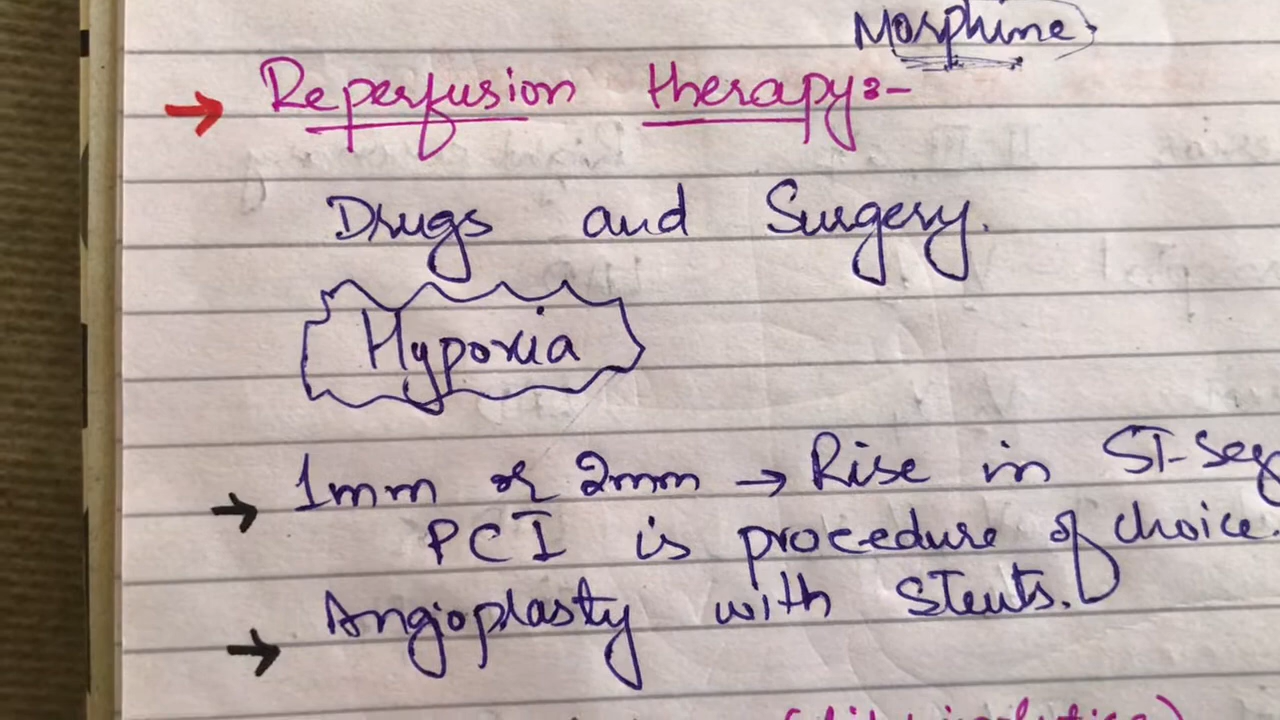 Morphine
Reperfusion therapy:-
Drugs and Surgery.
Hypoxia
1mm or 2mm → Rise in ST-Seg
PCI is procedure of choice.
Angioplasty with Stents.